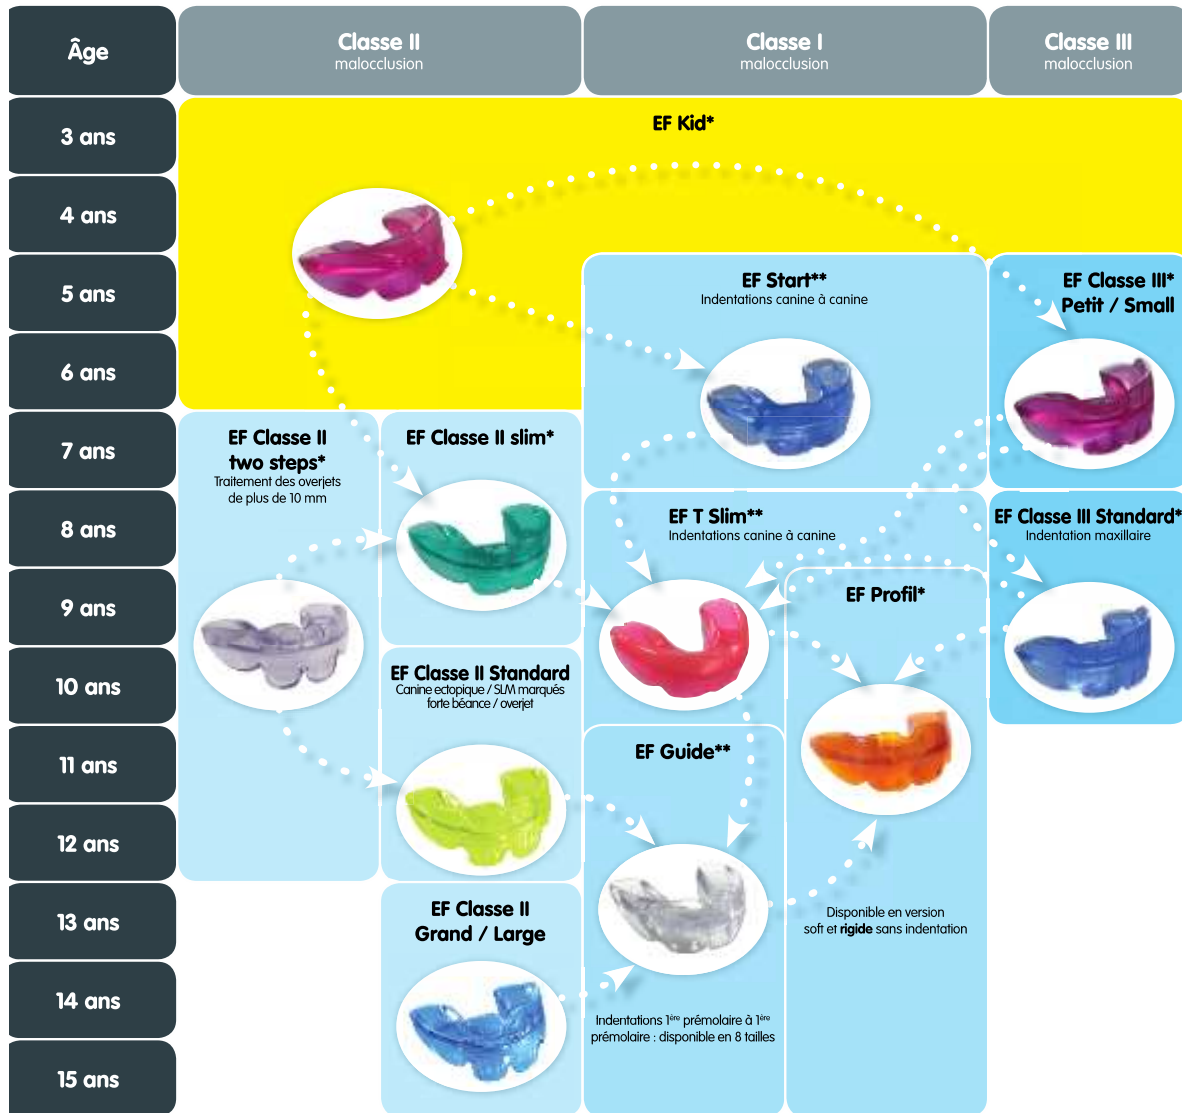 Âge
Classe II
malocclusion
Classe I
malocclusion
Classe III
malocclusion
3 ans
EF Kid*
4 ans
5 ans
EF Start**
Indentations canine à canine
EF Classe III*
Petit / Small
6 ans
7 ans
EF Classe II
two steps*
Traitement des overjets
de plus de 10 mm
EF Classe II slim*
8 ans
EF T Slim**
Indentations canine à canine
EF Classe III Standard*
Indentation maxillaire
9 ans
EF Profil*
10 ans
EF Classe II Standard
Canine ectopique / SLM marqués
forte béance / overjet
11 ans
EF Guide**
12 ans
13 ans
EF Classe II
Grand / Large
Disponible en version
soft et rigide sans indentation
14 ans
Indentations 1ère prémolaire à 1ère
prémolaire : disponible en 8 tailles
15 ans